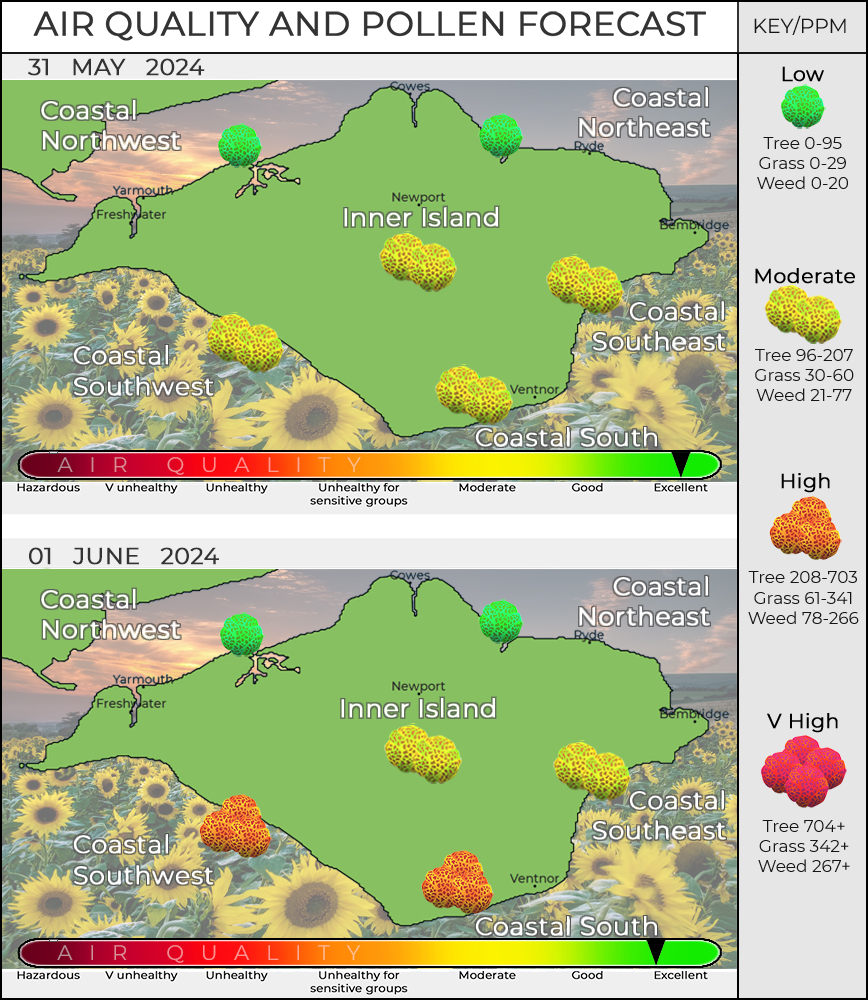 AIR QUALITY AND POLLEN FORECAST
31 MAY 2024
Cowes
Coastal
Northwest
Coastal
Northeast
Ryde
Yarmouth
Freshwater
Newport
Inner Island
Bembridge
Coastal
Southeast
Coastal
Southwest
Ventnor
Coastal South
AIR QUALITY
Hazardous V unhealthy Unhealthy Unhealthy for Moderate Good Excellent
sensitive groups
01 JUNE 2024
Cowes
Coastal
Northwest
Coastal
Northeast
Ryde
Yarmouth
Freshwater
Newport
Inner Island
Bembridge
Coastal
Southeast
Coastal
Southwest
Ventnor
Coastal South
AIR QUALITY
Hazardous V unhealthy Unhealthy Unhealthy for Moderate Good Excellent
sensitive groups
KEY/PPM
Low
Tree 0-95
Grass 0-29
Weed 0-20
Moderate
Tree 96-207
Grass 30-60
Weed 21-77
High
Tree 208-703
Grass 61-341
Weed 78-266
V High
Tree 704+
Grass 342+
Weed 267+